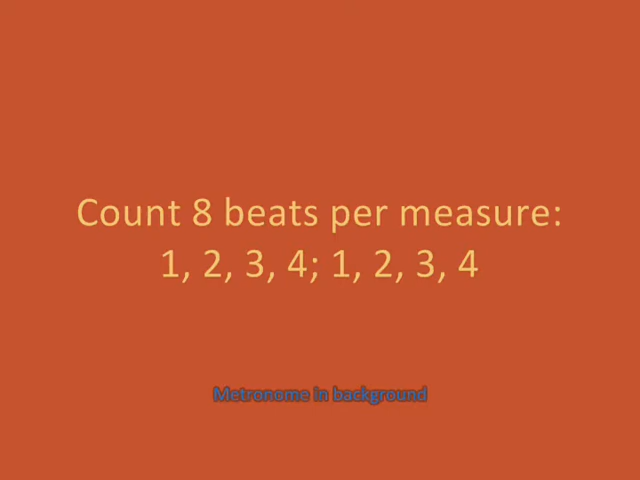 Count 8 beats per measure:
1, 2, 3, 4; 1, 2, 3, 4
Metronome in background